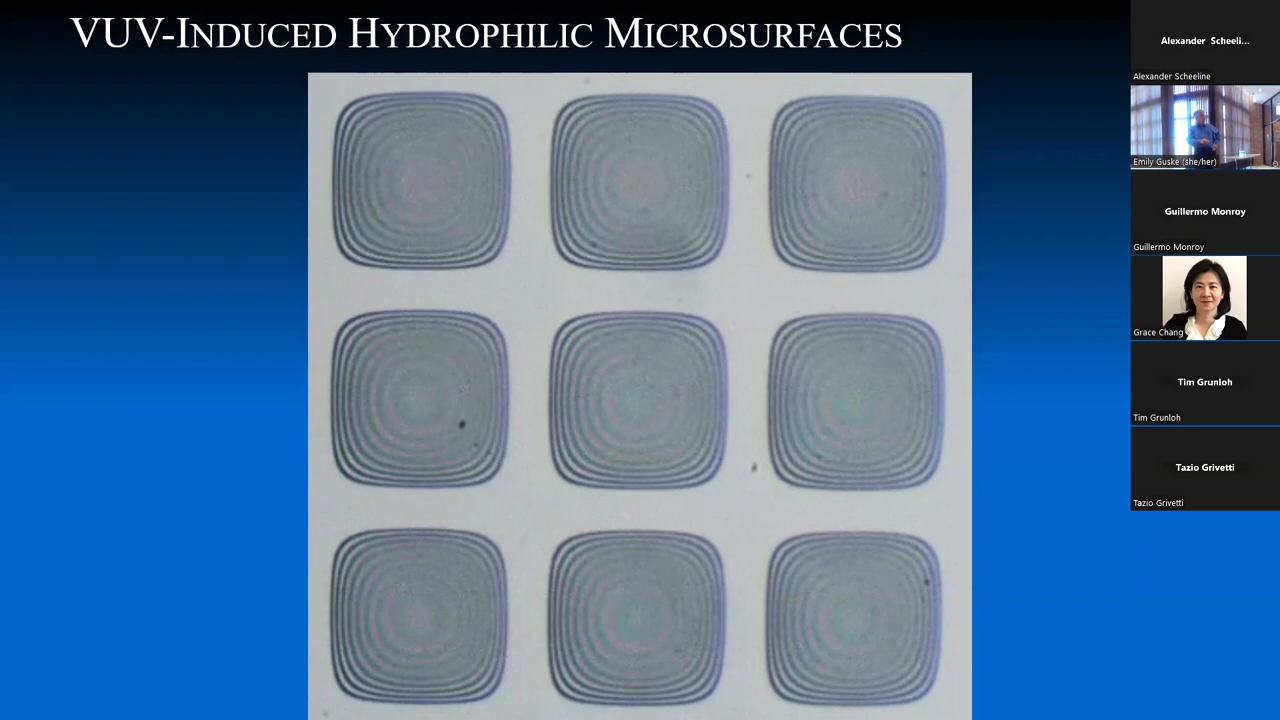 VUV-INDUCED HYDROPHILIC MICROSURFACES
Alexander Scheeli...
Alexander Scheeline
Emily Guske (she/her)
Guillermo Monroy
Guillermo Monroy
Grace Chang
Tim Grunloh
Tim Grunloh
Tazio Grivetti
Tazio Grivetti